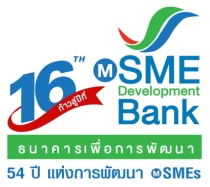 16TH
ก้าวสู่ปีที่
SME
Development
Bank
ธนาคารเพื่อการพัฒนา
54 ปี แห่งการพัฒนา SMEs